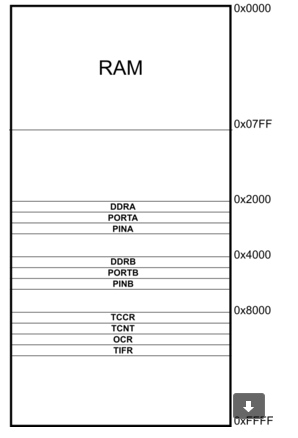 0x0000
RAM
0x07FF
0x2000
DDRA
PORTA
PINA
0x4000
DDRB
PORTB
PINB
0x8000
TCCR
TCNT
OCR
TIFR
0xFFFF